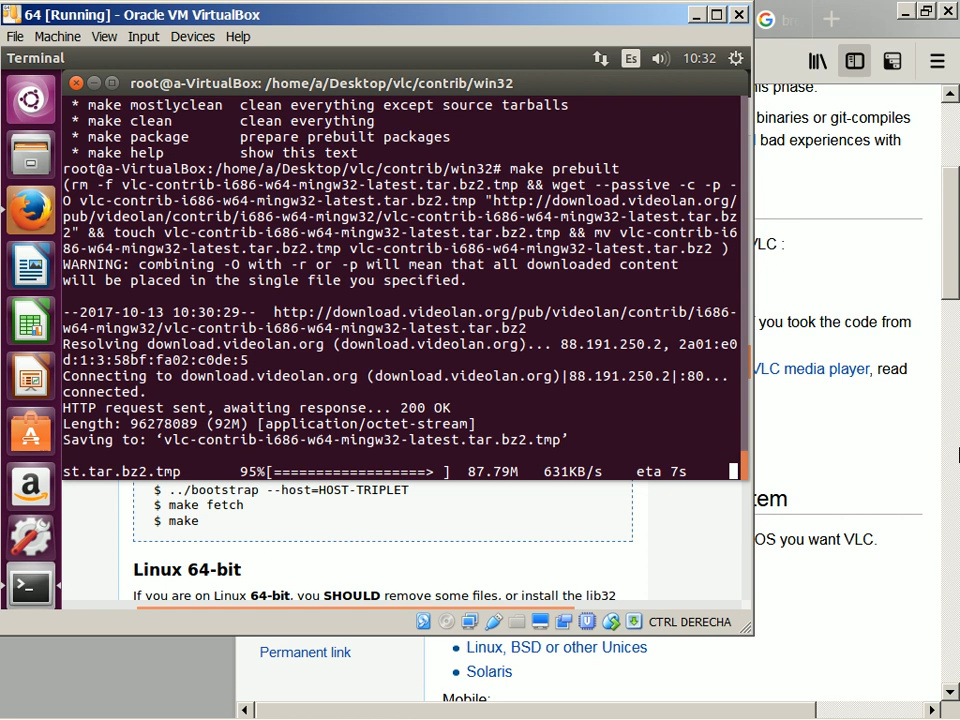 64 [Running] - Oracle VM VirtualBox
File Machine View Input Devices Help
Terminal
Es
10:32
root@a-VirtualBox: /home/a/Desktop/vlc/contrib/win32
* make mostlyclean clean everything except source tarballs
* make clean clean everything
* make package prepare prebuilt packages
* make help show this text
root@a-VirtualBox:/home/a/Desktop/vlc/contrib/win32# make prebuilt
(rm -f vlc-contrib-i686-w64-mingw32-latest.tar.bz2.tmp && wget --passive -c -p -
O vlc-contrib-i686-w64-mingw32-latest.tar.bz2.tmp "http://download.videolan.org/
pub/videolan/contrib/i686-w64-mingw32/vlc-contrib-i686-w64-mingw32-latest.tar.bz
2" && touch vlc-contrib-i686-w64-mingw32-latest.tar.bz2.tmp && mv vlc-contrib-i6
86-w64-mingw32-latest.tar.bz2.tmp vlc-contrib-i686-w64-mingw32-latest.tar.bz2 )
WARNING: combining -O with -r or -p will mean that all downloaded content
will be placed in the single file you specified.
--2017-10-13 10:30:29-- http://download.videolan.org/pub/videolan/contrib/i686-
w64-mingw32/vlc-contrib-i686-w64-mingw32-latest.tar.bz2
Resolving download.videolan.org (download.videolan.org)... 88.191.250.2, 2a01:e0
d:1:3:58bf:fa02:c0de:5
Connecting to download.videolan.org (download.videolan.org)|88.191.250.2|:80...
connected.
HTTP request sent, awaiting response... 200 OK
Length: 96278089 (92M) [application/octet-stream]
Saving to: ‘vlc-contrib-i686-w64-mingw32-latest.tar.bz2.tmp’
st.tar.bz2.tmp 95%[==================> ] 87.79M 631KB/s eta 7s
$ ../bootstrap --host=HOST-TRIPLET
$ make fetch
$ make
Linux 64-bit
If you are on Linux 64-bit, you SHOULD remove some files, or install the lib32
CTRL DERECHA
a
this phase.
binaries or git-compiles
bad experiences with
VLC :
you took the code from
VLC media player, read
tem
OS you want VLC.
Permanent link
Linux, BSD or other Unices
Solaris
Mobile: